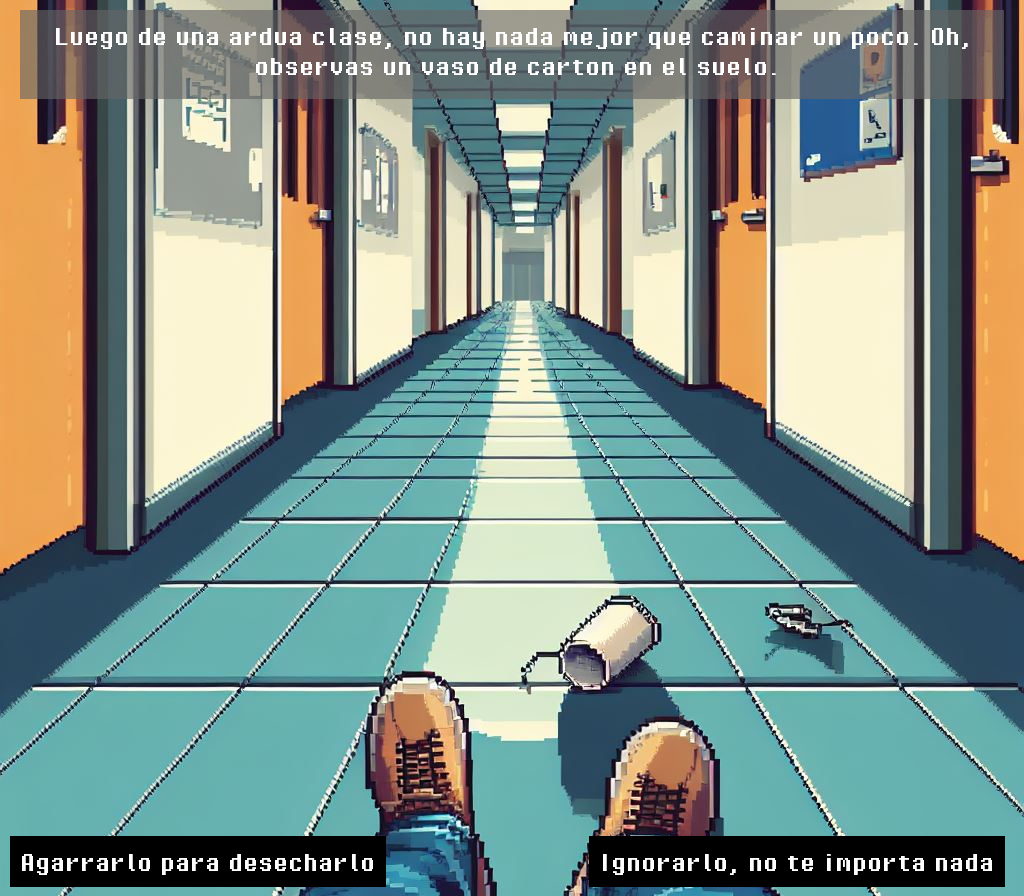 Luego de una ardua clase, no hay nada mejor que caminar un poco. Oh,
observas un vaso de carton en el suelo.
Agarrarlo para desecharlo
Ignorarlo, no te importa nada